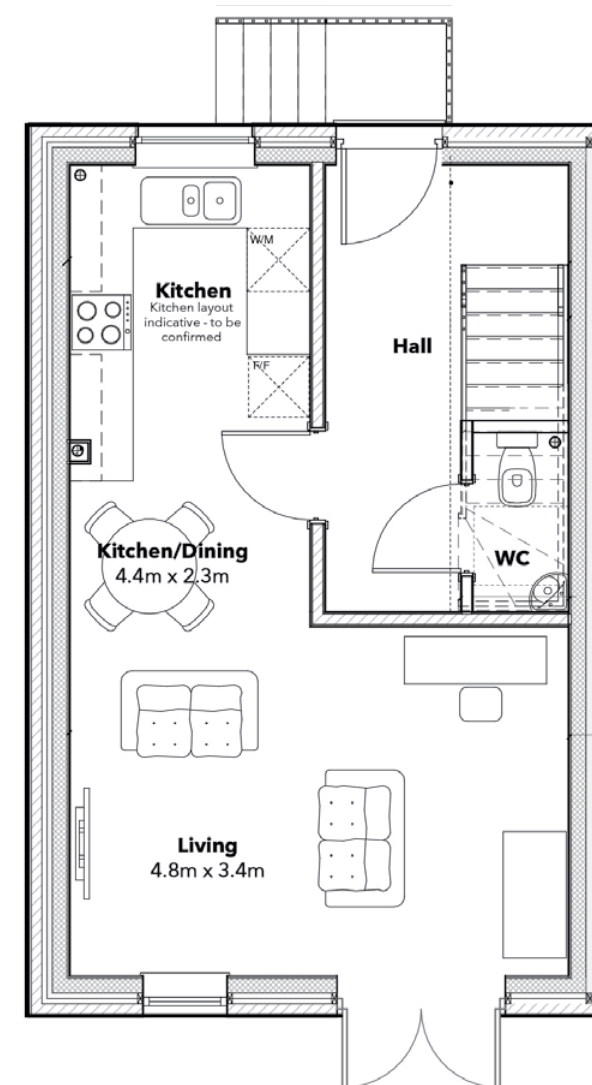 W/M
Kitchen
Kitchen layout
indicative - to be
confirmed
Hall
F/F
Kitchen/Dining
4.4m x 2.3m
WC
Living
4.8m x 3.4m